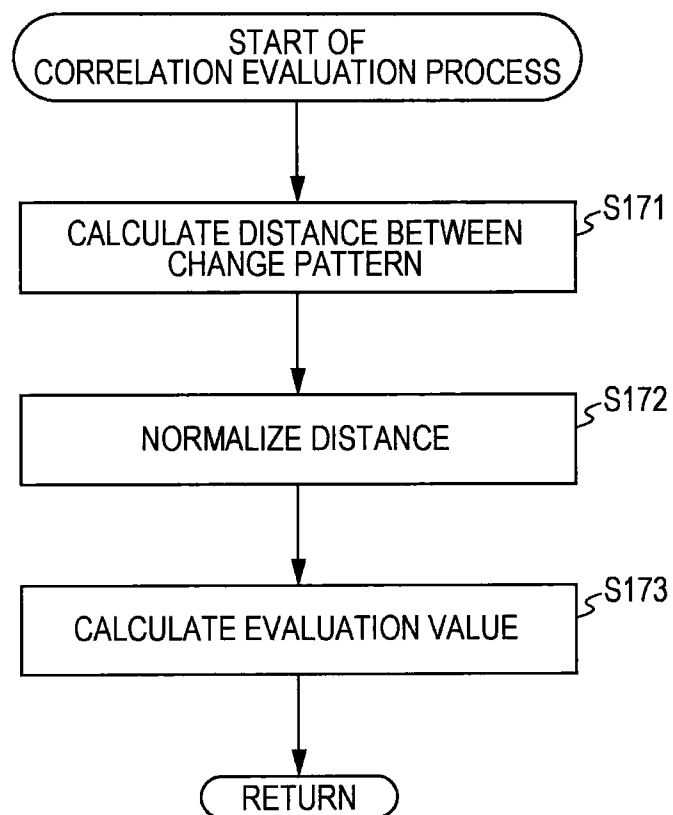 START OF
CORRELATION EVALUATION PROCESS
S171
CALCULATE DISTANCE BETWEEN
CHANGE PATTERN
S172
NORMALIZE DISTANCE
S173
CALCULATE EVALUATION VALUE
RETURN